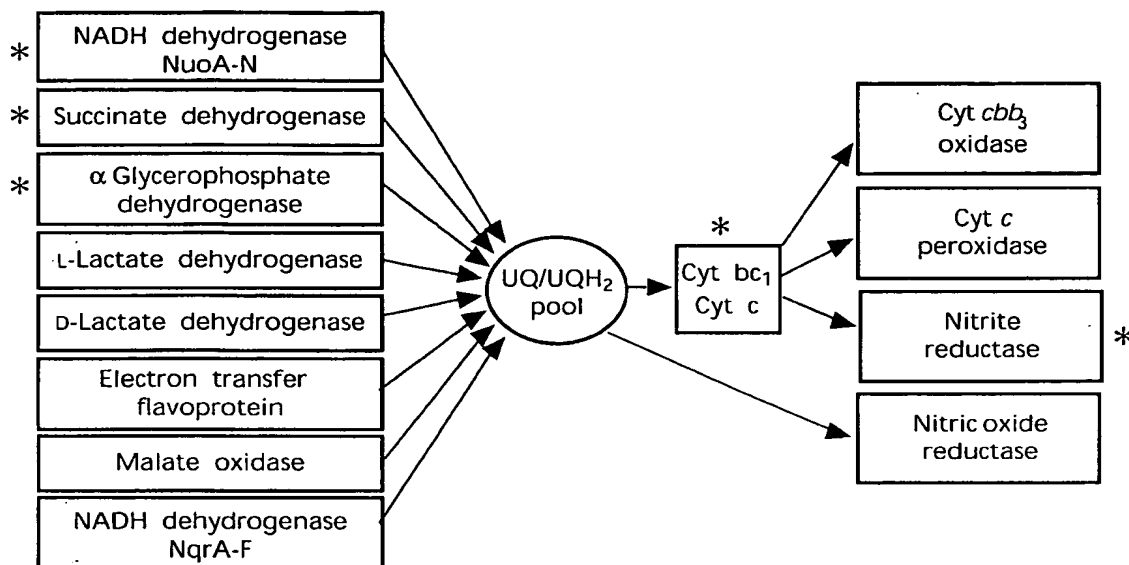 * NADH dehydrogenase
NuoA-N
* Succinate dehydrogenase
* α Glycerophosphate
dehydrogenase
L-Lactate dehydrogenase
D-Lactate dehydrogenase
Electron transfer
flavoprotein
Malate oxidase
NADH dehydrogenase
NqrA-F
UQ/UQH₂
pool
*
Cyt bc₁
Cyt c
Cyt cbb₃
oxidase
Cyt c
peroxidase
Nitrite
reductase *
Nitric oxide
reductase